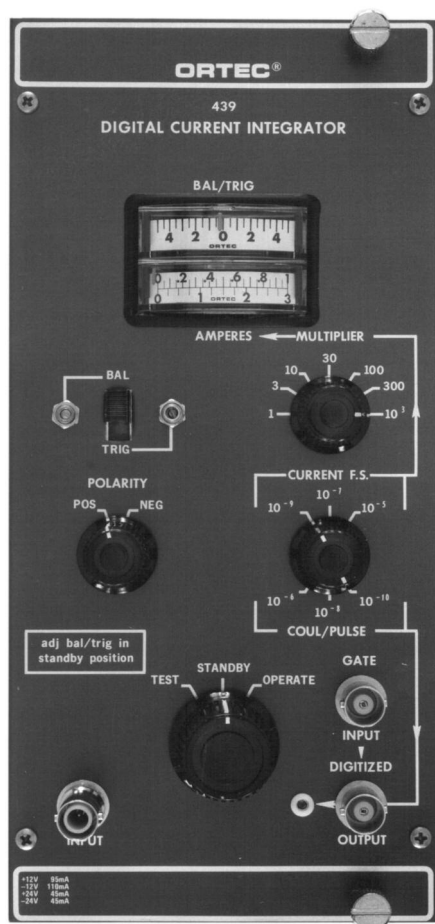 ORTEC®
439
DIGITAL CURRENT INTEGRATOR
BAL/TRIG
4 2 0 2 4
ORTEC
0 .2 .4 .6 .8 1
0 1 ORTEC 2 3
AMPERES MULTIPLIER
30
10 100
3 300
1 10³
BAL
TRIG
POLARITY
POS NEG
CURRENT F.S.
10⁻⁷
10⁻⁹ 10⁻⁵
10⁻⁶ 10⁻¹⁰
10⁻⁸
COUL/PULSE
adj bal/trig in
standby position
STANDBY
TEST OPERATE
GATE
INPUT
DIGITIZED
OUTPUT
INPUT
+12V 95mA
-12V 110mA
+24V 45mA
-24V 45mA